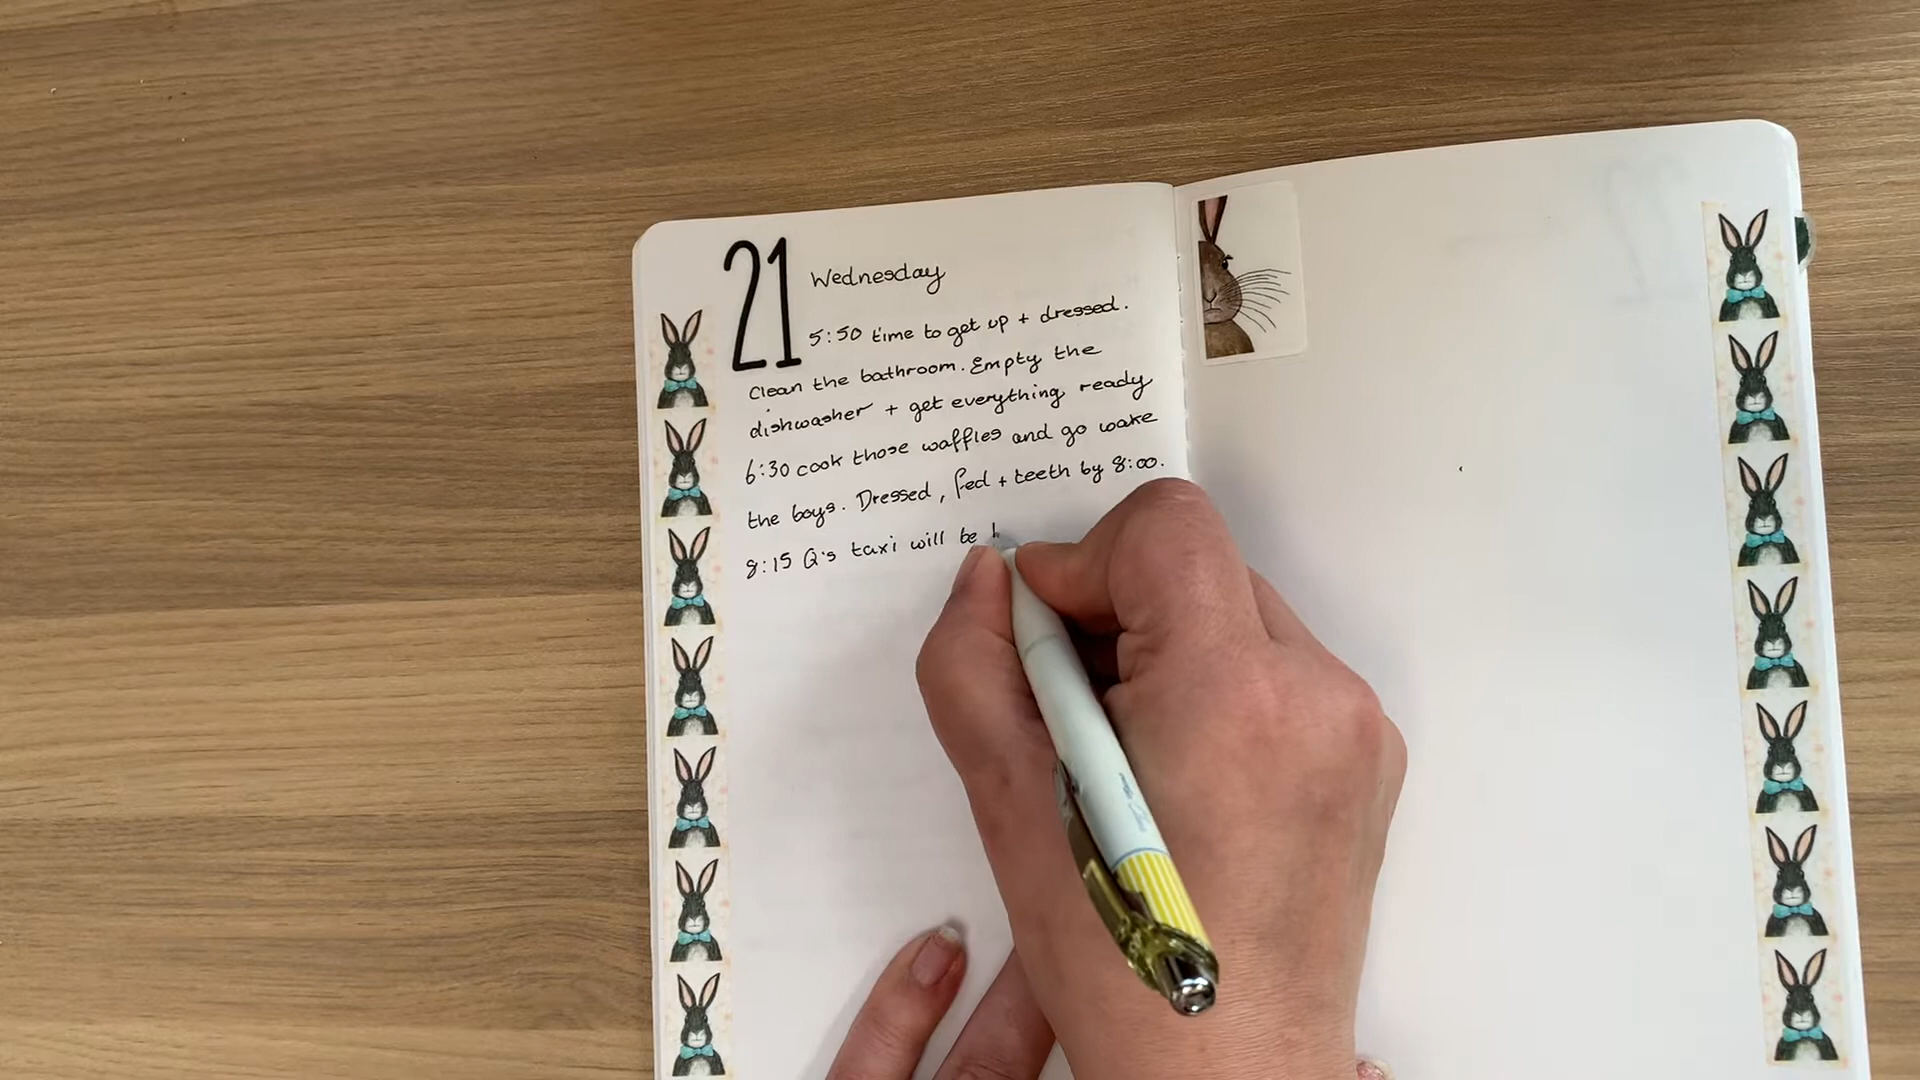 21 Wednesday
5:50 time to get up + dressed.
Clean the bathroom. Empty the
dishwasher + get everything ready
6:30 cook those waffles and go wake
the boys. Dressed, fed + teeth by 8:00.
8:15 Q's taxi will be